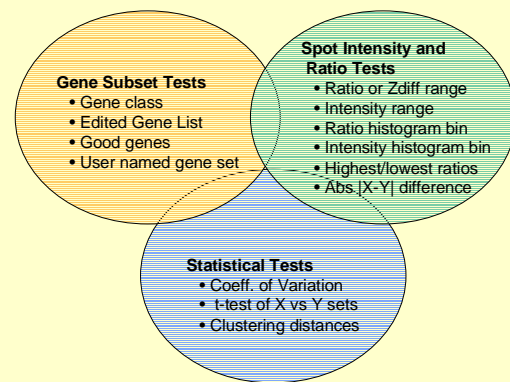 Gene Subset Tests
• Gene class
• Edited Gene List
• Good genes
• User named gene set
Spot Intensity and
Ratio Tests
• Ratio or Zdiff range
• Intensity range
• Ratio histogram bin
• Intensity histogram bin
• Highest/lowest ratios
• Abs.|X-Y| difference
Statistical Tests
• Coeff. of Variation
• t-test of X vs Y sets
• Clustering distances